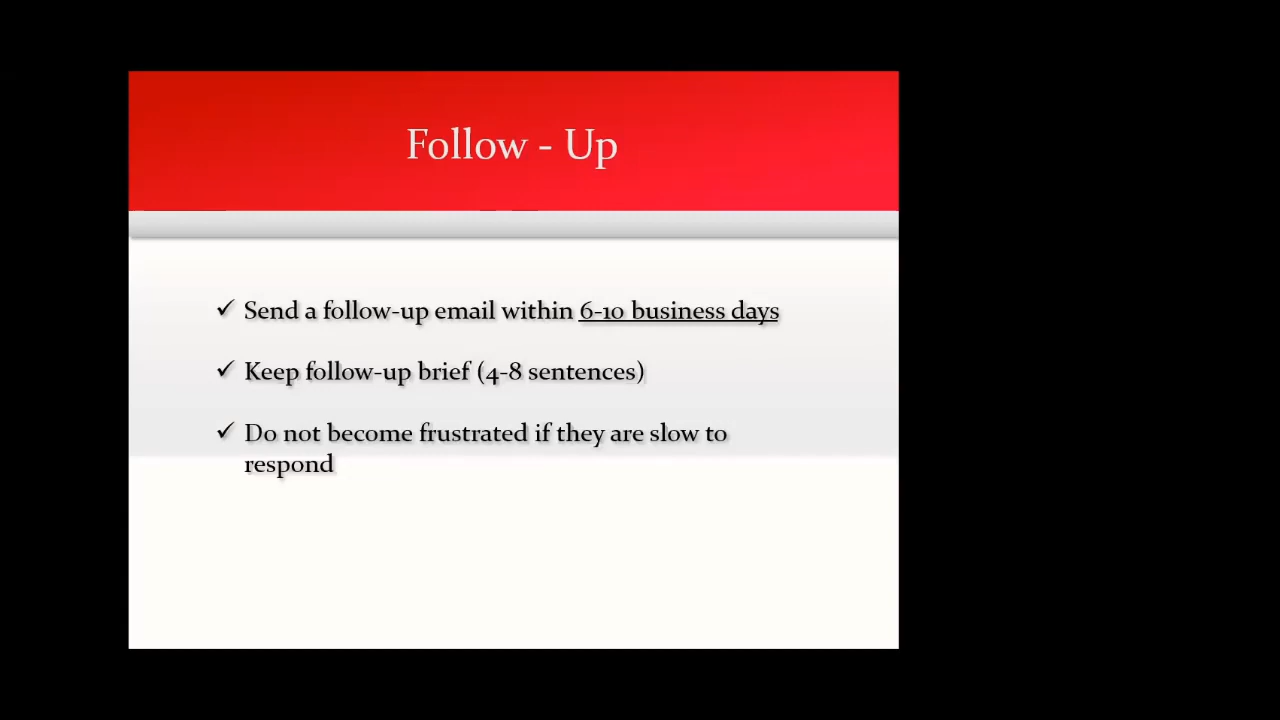 Follow - Up
✓ Send a follow-up email within 6-10 business days
✓ Keep follow-up brief (4-8 sentences)
✓ Do not become frustrated if they are slow to
respond